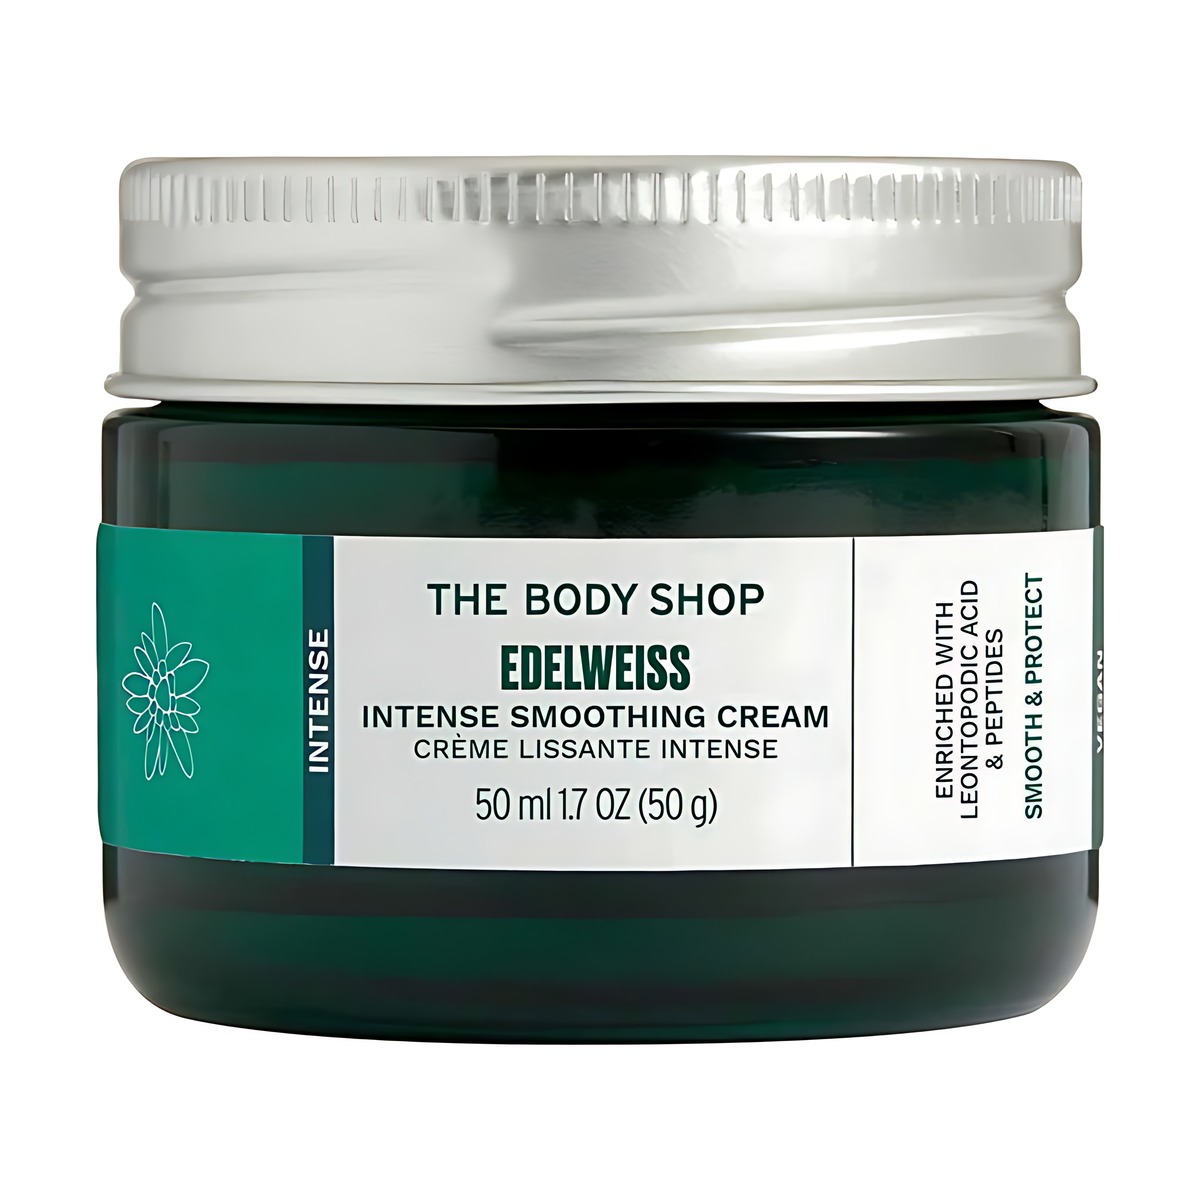 INTENSE
THE BODY SHOP
EDELWEISS
INTENSE SMOOTHING CREAM
CRÈME LISSANTE INTENSE
50 ml 1.7 OZ (50 g)
ENRICHED WITH
LEONTOPODIC ACID
& PEPTIDES
SMOOTH & PROTECT
VEGAN